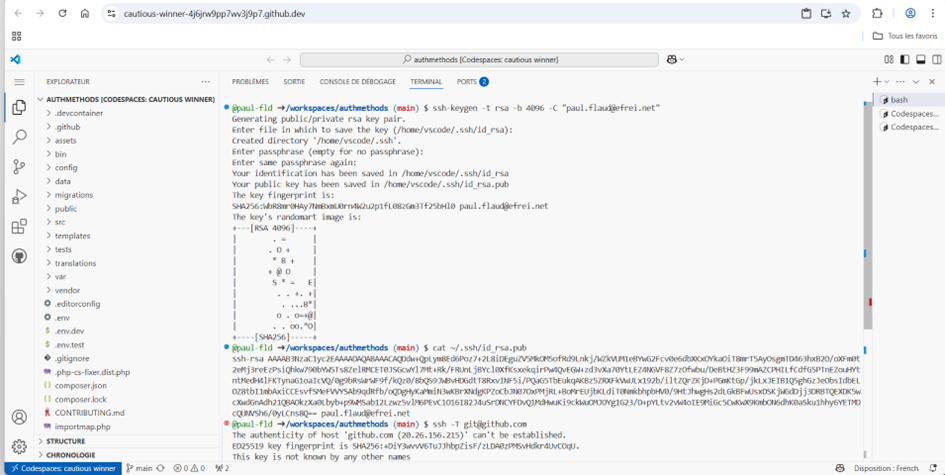 cautious-winner-4j6jrw9pp7wv3j9p7.github.dev
Tous les favoris
authmethods [Codespaces: cautious winner]
EXPLORATEUR
AUTHMETHODS [CODESPACES: CAUTIOUS WINNER]
.devcontainer
.github
assets
bin
config
data
migrations
public
src
templates
tests
translations
var
vendor
.editorconfig
.env
.env.dev
.env.test
.gitignore
.php-cs-fixer.dist.php
composer.json
composer.lock
CONTRIBUTING.md
importmap.php
STRUCTURE
CHRONOLOGIE
PROBLÈMES SORTIE CONSOLE DE DÉBOGAGE TERMINAL PORTS 2
@paul-fld ➜/workspaces/authmethods (main) $ ssh-keygen -t rsa -b 4096 -C "paul.flaud@efrei.net"
Generating public/private rsa key pair.
Enter file in which to save the key (/home/vscode/.ssh/id_rsa):
Created directory '/home/vscode/.ssh'.
Enter passphrase (empty for no passphrase):
Enter same passphrase again:
Your identification has been saved in /home/vscode/.ssh/id_rsa
Your public key has been saved in /home/vscode/.ssh/id_rsa.pub
The key fingerprint is:
paul.flaud@efrei.net
The key's randomart image is:
+---[RSA 4096]----+
| . = |
| . O + |
| * B + |
| + @ O |
| S * = E|
| . . +. +|
| . ...B*|
| o . o=+@|
| . . oo.*O|
+----[SHA256]-----+
@paul-fld ➜/workspaces/authmethods (main) $ cat ~/.ssh/id_rsa.pub
ssh-rsa
paul.flaud@efrei.net
@paul-fld ➜/workspaces/authmethods (main) $ ssh -T git@github.com
The authenticity of host 'github.com (20.26.156.215)' can't be established.
ED25519 key fingerprint is SHA256:+DiY3wvvV6TuJJhbpZisF/zLDA0zPMSvHdkr4UvCOqU.
This key is not known by any other names
bash
Codespaces...
Codespaces...
Codespaces: cautious winner
main
0 0
2
Disposition : French